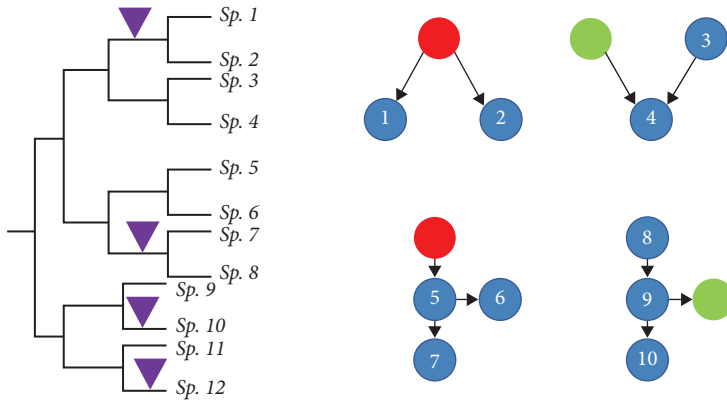 Sp. 1
Sp. 2
Sp. 3
Sp. 4
Sp. 5
Sp. 6
Sp. 7
Sp. 8
Sp. 9
Sp. 10
Sp. 11
Sp. 12
3
1
2
4
8
5
6
9
7
10